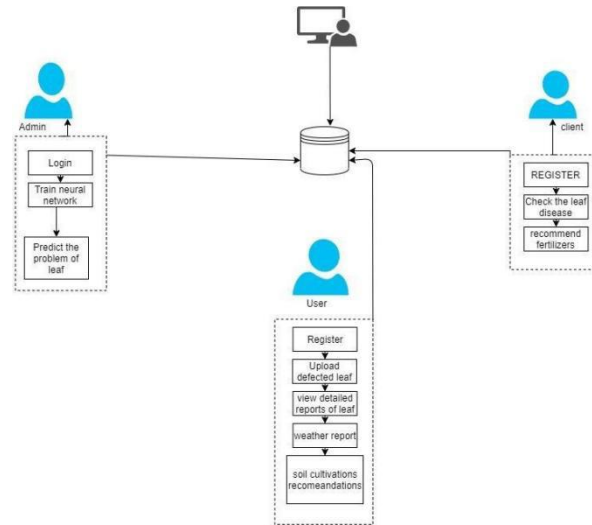 Admin
Login
Train neural
network
Predict the
problem of
leaf
client
REGISTER
Check the leaf
disease
recommend
fertilizers
User
Register
Upload
defected leaf
view detailed
reports of leaf
weather report
soil cultivations
recomeandations